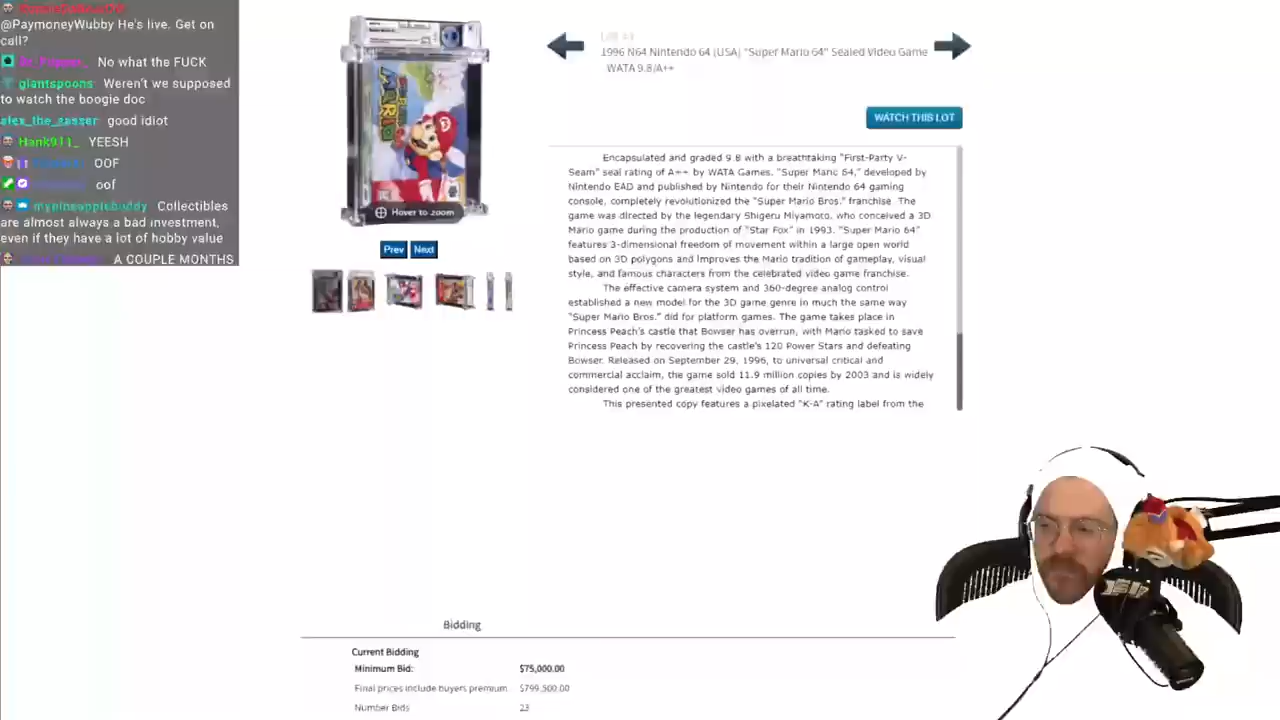 @PaymoneyWubby He's live. Get on
call?
No what the FUCK
giantspoons Weren't we supposed
to watch the boogie doc
alex_the_sasser good idiot
Hank911_ YEESH
OOF
oof
mypineapplebuddy Collectibles
are almost always a bad investment,
even if they have a lot of hobby value
A COUPLE MONTHS
MARIO
Hover to zoom
Prev Next
1996 N64 Nintendo 64 (USA) "Super Mario 64" Sealed Video Game
WATA 9.8/A++
WATCH THIS LOT
Encapsulated and graded 9.8 with a breathtaking "First-Party V-
Seam" seal rating of A++ by WATA Games. "Super Mario 64," developed by
Nintendo EAD and published by Nintendo for their Nintendo 64 gaming
console, completely revolutionized the "Super Mario Bros." franchise. The
game was directed by the legendary Shigeru Miyamoto, who conceived a 3D
Mario game during the production of "Star Fox" in 1993. "Super Mario 64"
features 3-dimensional freedom of movement within a large open world
based on 3D polygons and improves the Mario tradition of gameplay, visual
style, and famous characters from the celebrated video game franchise.
The effective camera system and 360-degree analog control
established a new model for the 3D game genre in much the same way
"Super Mario Bros." did for platform games. The game takes place in
Princess Peach's castle that Bowser has overrun, with Mario tasked to save
Princess Peach by recovering the castle's 120 Power Stars and defeating
Bowser. Released on September 29, 1996, to universal critical and
commercial acclaim, the game sold 11.9 million copies by 2003 and is widely
considered one of the greatest video games of all time.
This presented copy features a pixelated "K-A" rating label from the
Bidding
Current Bidding
Minimum Bid: $75,000.00
Final prices include buyers premium: $799,500.00
Number Bids 23